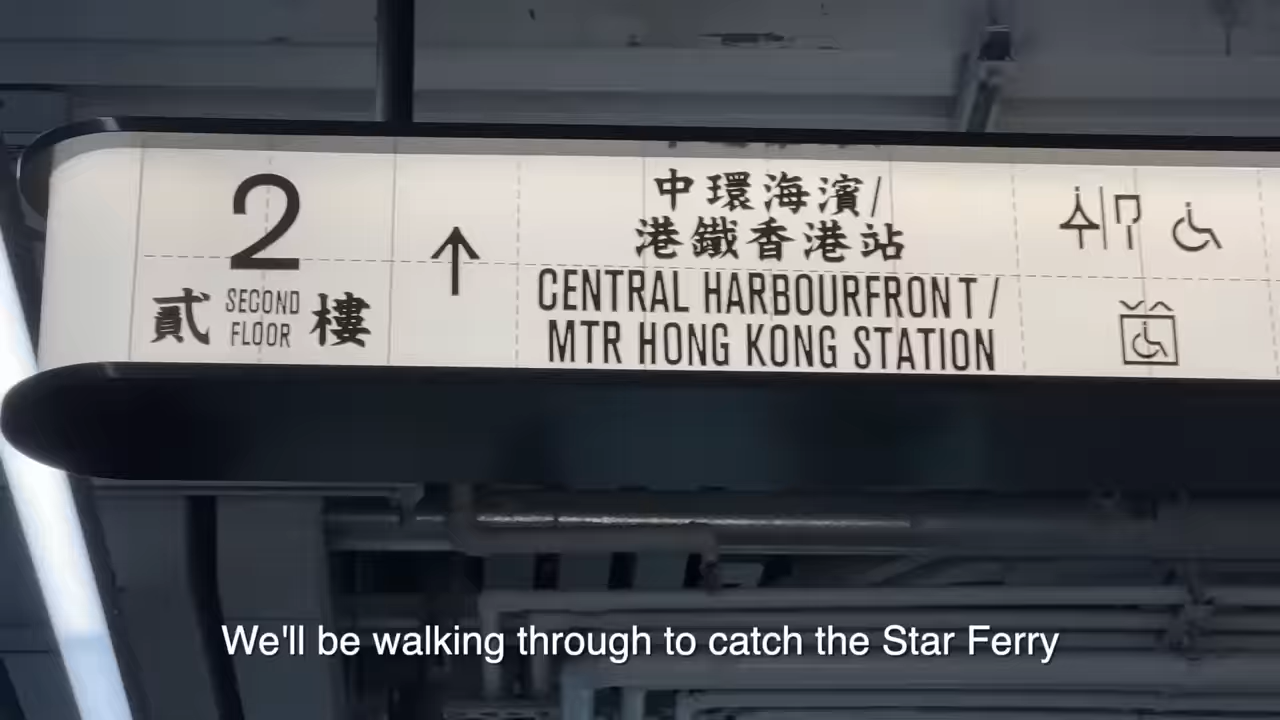 2
貳 SECOND FLOOR 樓
中環海濱/
港鐵香港站
CENTRAL HARBOURFRONT /
MTR HONG KONG STATION
We'll be walking through to catch the Star Ferry